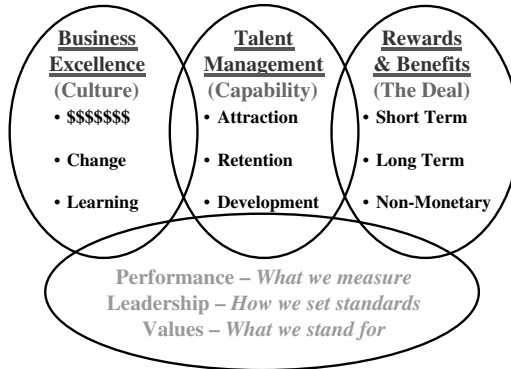 Business
Excellence
(Culture)
• $$$$$$$
• Change
• Learning
Talent
Management
(Capability)
• Attraction
• Retention
• Development
Rewards
& Benefits
(The Deal)
• Short Term
• Long Term
• Non-Monetary
Performance – What we measure
Leadership – How we set standards
Values – What we stand for